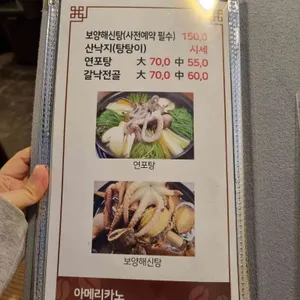 보양해신탕(사전예약 필수) 150,0
산낙지(탕탕이) 시세
연포탕 大 70,0 中 55,0
갈낙전골 大 70,0 中 60,0
연포탕
보양해신탕
아메리카노